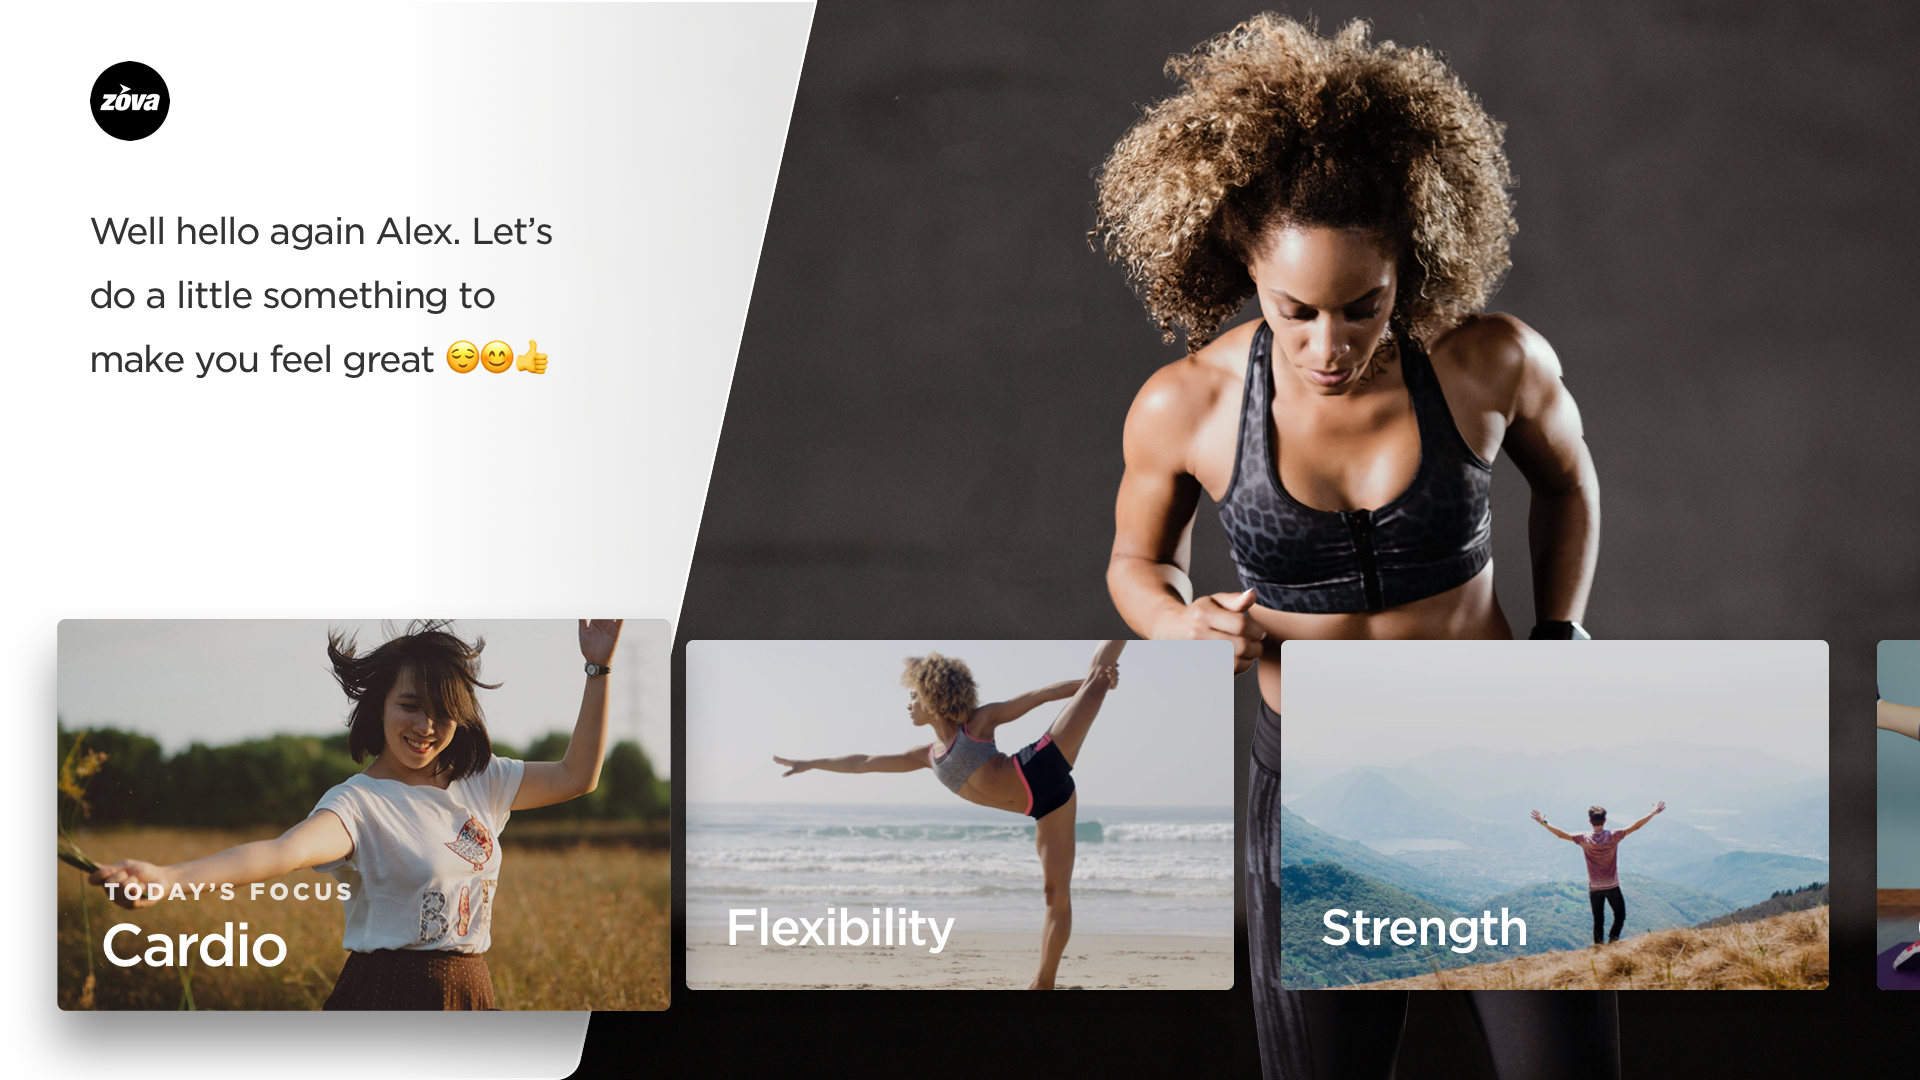 zova
Well hello again Alex. Let’s
do a little something to
make you feel great 😌😊👍
TODAY’S FOCUS
Cardio
Flexibility
Strength